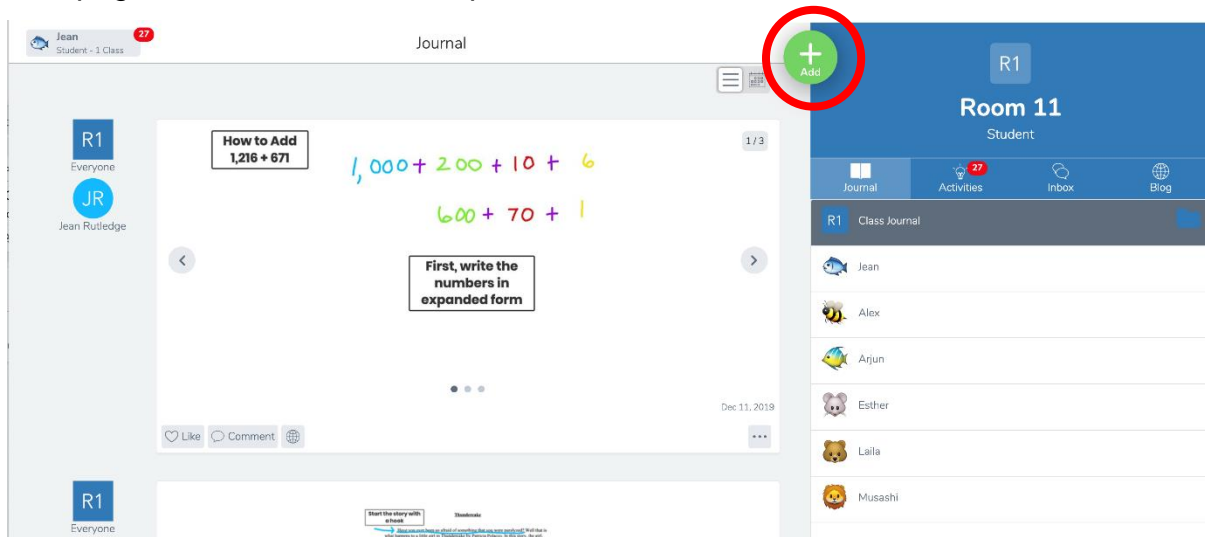 Jean
27
Student - 1 Class
Journal
Add
R1
Room 11
Student
R1
Everyone
JR
Jean Rutledge
How to Add
1,216 + 671
1/3
1,000 + 200 + 10 + 6
600 + 70 + 1
First, write the
numbers in
expanded form
Dec 11, 2019
Like
Comment
Journal
27
Activities
Inbox
Blog
R1
Class Journal
Jean
Alex
Arjun
Esther
Laila
Musashi
R1
Everyone
Start the story with
a hook
Thundercake